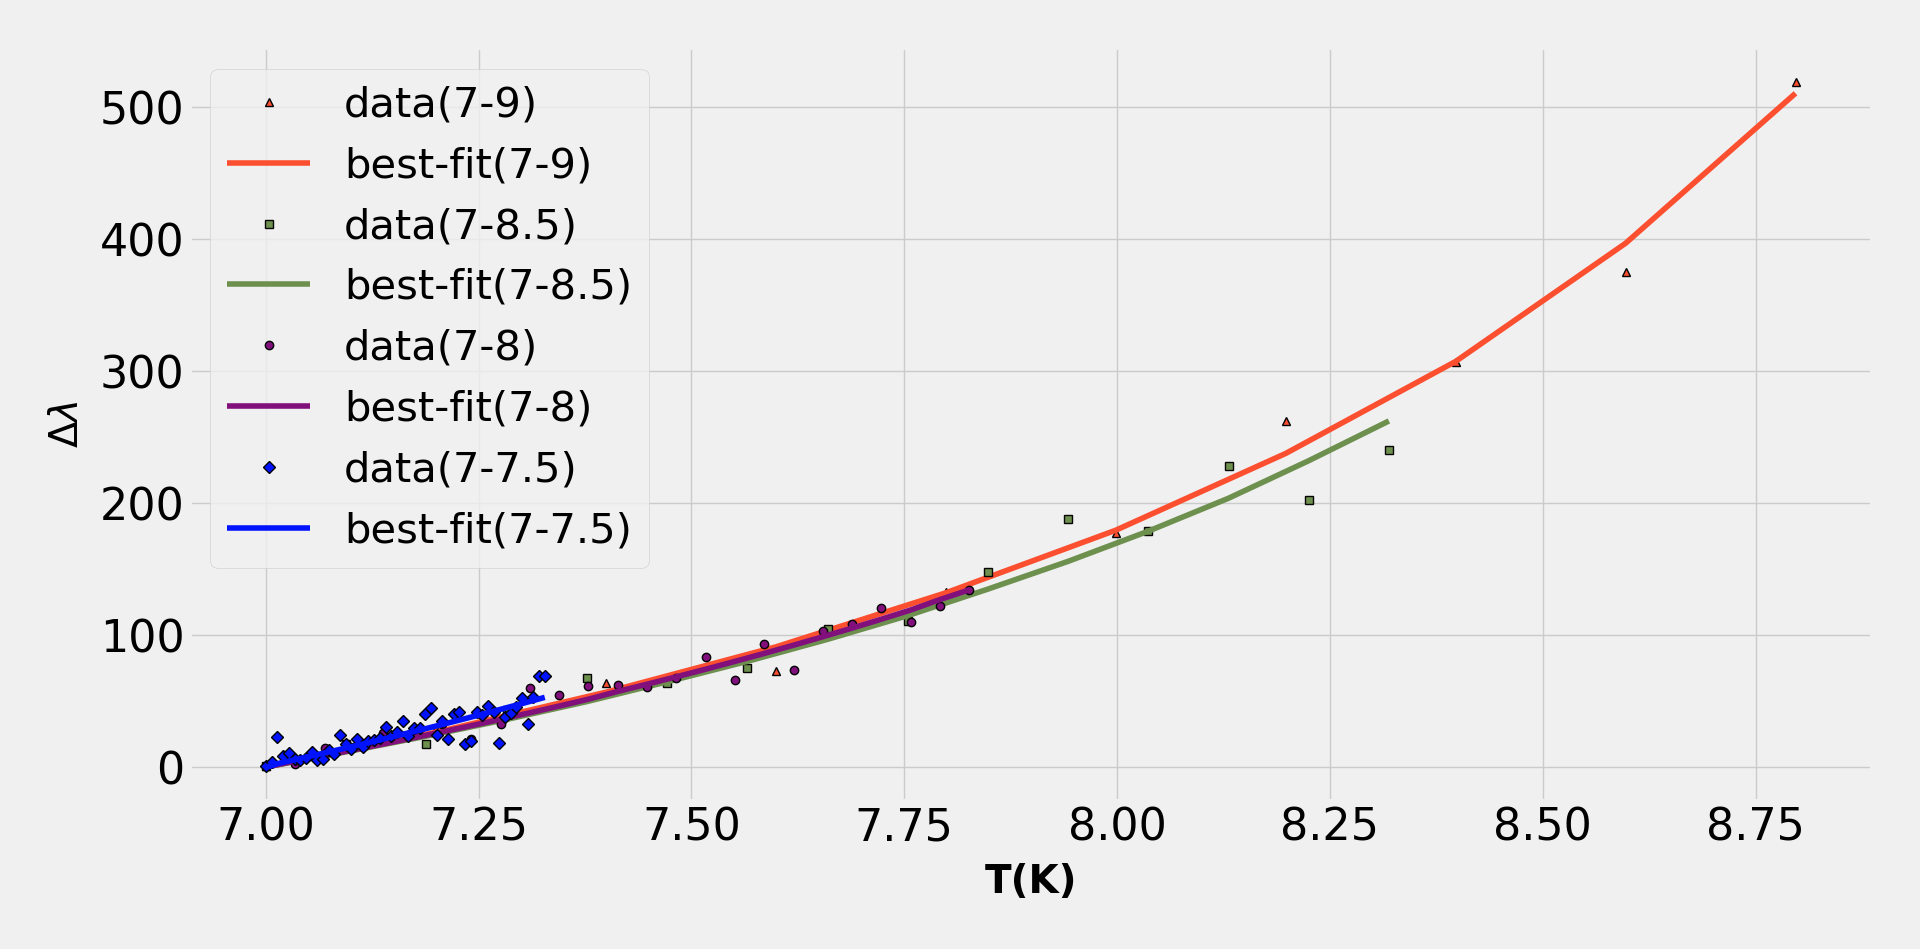 500
400
300
200
100
0
Δλ
data(7-9)
best-fit(7-9)
data(7-8.5)
best-fit(7-8.5)
data(7-8)
best-fit(7-8)
data(7-7.5)
best-fit(7-7.5)
7.00 7.25 7.50 7.75 8.00 8.25 8.50 8.75
T(K)